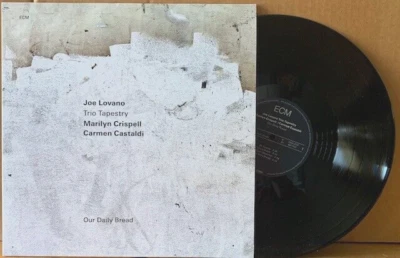 ECM
Joe Lovano
Trio Tapestry
Marilyn Crispell
Carmen Castaldi
Our Daily Bread
ECM